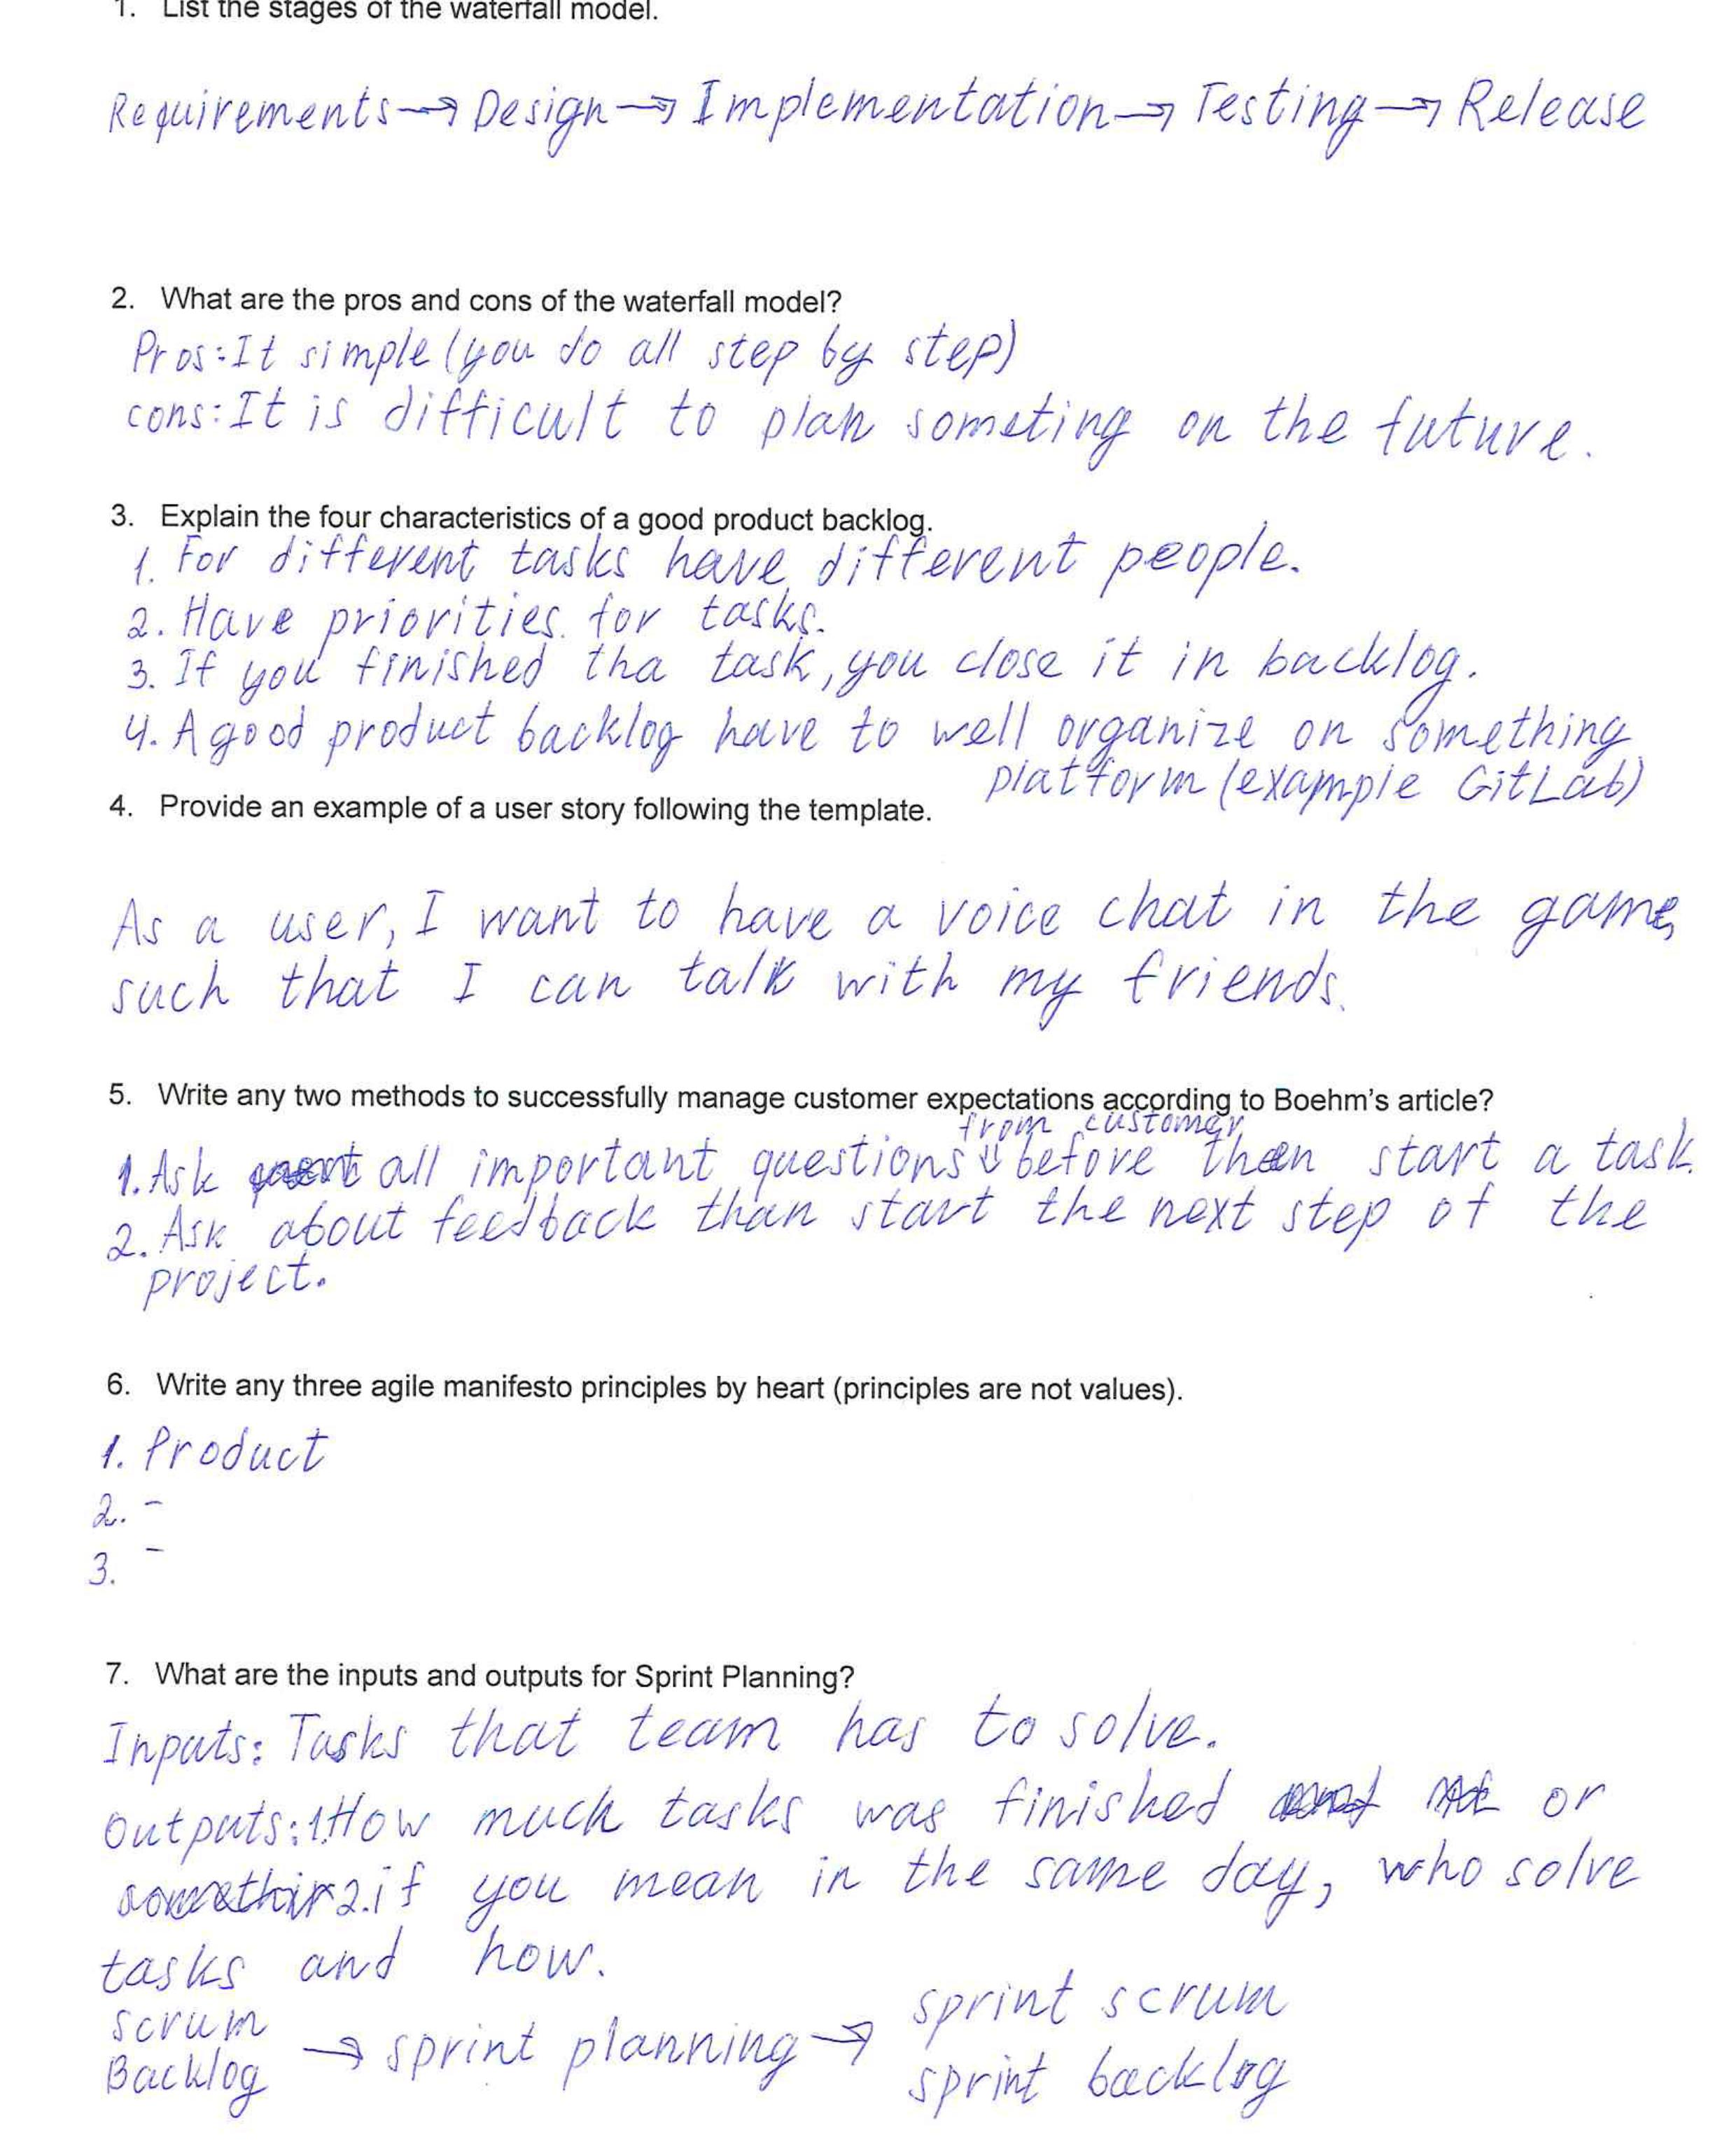 1. List the stages of the waterfall model.
Requirements → Design → Implementation → Testing → Release
2. What are the pros and cons of the waterfall model?
Pros: It simple (you do all step by step)
cons: It is difficult to plan someting on the future.
3. Explain the four characteristics of a good product backlog.
1. For different tasks have different people.
2. Have priorities for tasks.
3. If you finished tha task, you close it in backlog.
4. A good product backlog have to well organize on something
platform (example GitLab)
4. Provide an example of a user story following the template.
As a user, I want to have a voice chat in the game,
such that I can talk with my friends.
5. Write any two methods to successfully manage customer expectations according to Boehm's article?
from customer
1. Ask all important questions before then start a task.
2. Ask about feedback than start the next step of the
project.
6. Write any three agile manifesto principles by heart (principles are not values).
1. Product
2. -
3. -
7. What are the inputs and outputs for Sprint Planning?
Inputs: Tasks that team has to solve.
Outputs: 1. How much tasks was finished or
2. if you mean in the same day, who solve
tasks and how.
Scrum
Backlog → sprint planning → sprint scrum
sprint backlog